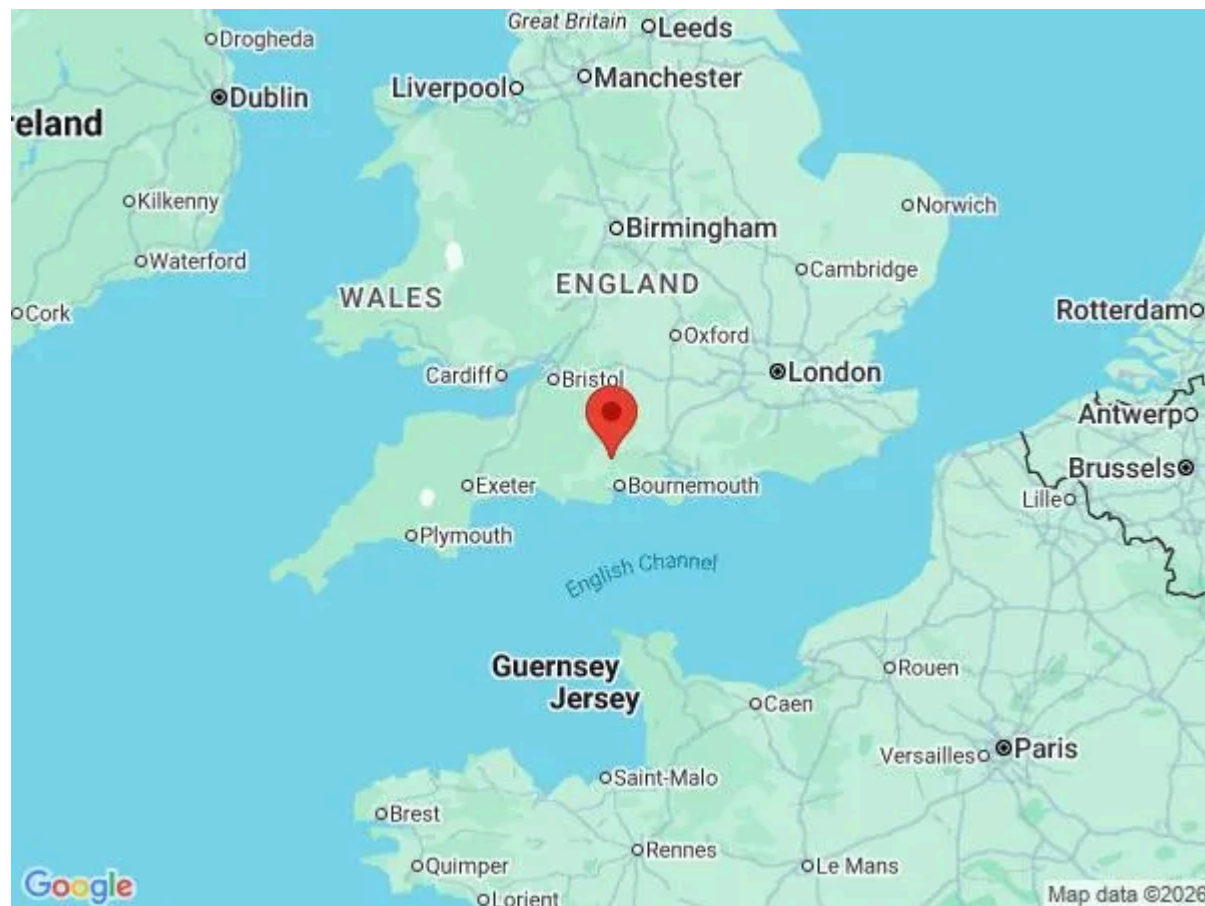 Great Britain
Leeds
Drogheda
Manchester
Liverpool
Dublin
reland
Kilkenny
Norwich
Birmingham
Waterford
Cambridge
ENGLAND
WALES
Cork
Rotterdam
Oxford
Cardiff
Bristol
London
Antwerp
Brussels
Exeter
Bournemouth
Lille
Plymouth
English Channel
Guernsey
Jersey
Rouen
Caen
Versailles
Paris
Saint-Malo
Brest
Rennes
Quimper
Le Mans
Google
Lorient
Map data ©2026